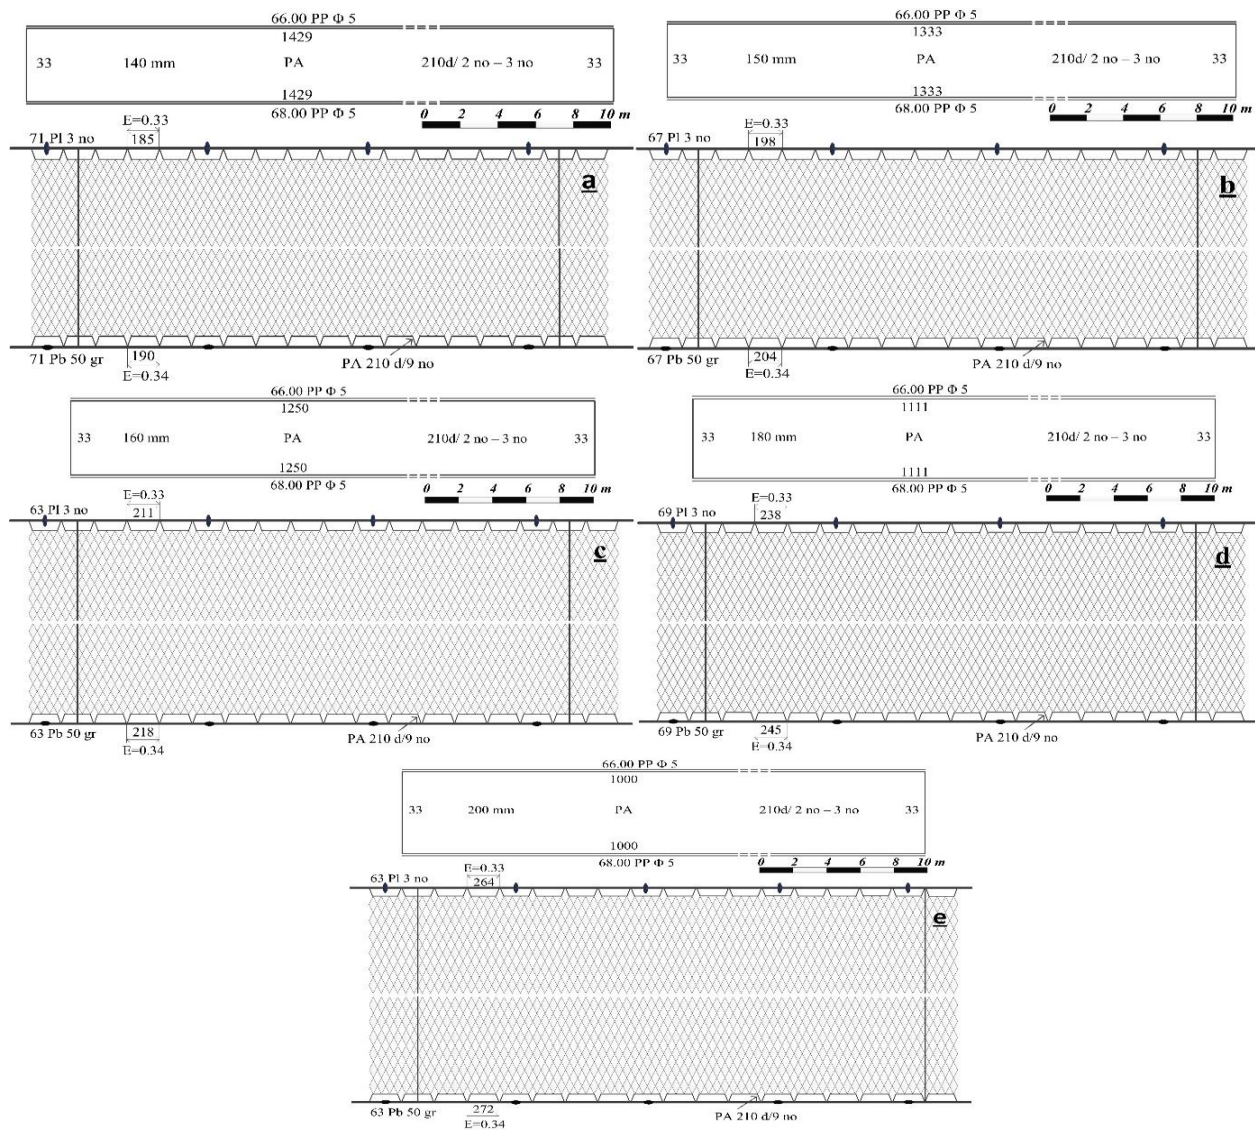 66.00 PP Φ 5
1429
33 140 mm PA 210d/ 2 no – 3 no 33
1429
68.00 PP Φ 5
0 2 4 6 8 10 m
E=0.33
71 Pl 3 no 185
a
71 Pb 50 gr 190 PA 210 d/9 no
E=0.34
66.00 PP Φ 5
1333
33 150 mm PA 210d/ 2 no – 3 no 33
1333
68.00 PP Φ 5
0 2 4 6 8 10 m
E=0.33
67 Pl 3 no 198
b
67 Pb 50 gr 204 PA 210 d/9 no
E=0.34
66.00 PP Φ 5
1250
33 160 mm PA 210d/ 2 no – 3 no 33
1250
68.00 PP Φ 5
0 2 4 6 8 10 m
E=0.33
63 Pl 3 no 211
c
63 Pb 50 gr 218 PA 210 d/9 no
E=0.34
66.00 PP Φ 5
1111
33 180 mm PA 210d/ 2 no – 3 no 33
1111
68.00 PP Φ 5
0 2 4 6 8 10 m
E=0.33
69 Pl 3 no 238
d
69 Pb 50 gr 245 PA 210 d/9 no
E=0.34
66.00 PP Φ 5
1000
33 200 mm PA 210d/ 2 no – 3 no 33
1000
68.00 PP Φ 5
0 2 4 6 8 10 m
E=0.33
63 Pl 3 no 264
e
63 Pb 50 gr 272 PA 210 d/9 no
E=0.34